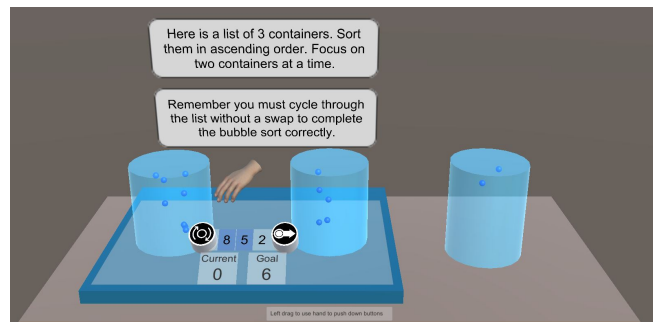 Here is a list of 3 containers. Sort
them in ascending order. Focus on
two containers at a time.
Remember you must cycle through
the list without a swap to complete
the bubble sort correctly.
8 5 2
Current Goal
0 6
Left drag to use hand to push down buttons